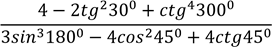 4 − 2tg²30⁰ + ctg⁴300⁰
3sin³180⁰ − 4cos²45⁰ + 4ctg45⁰